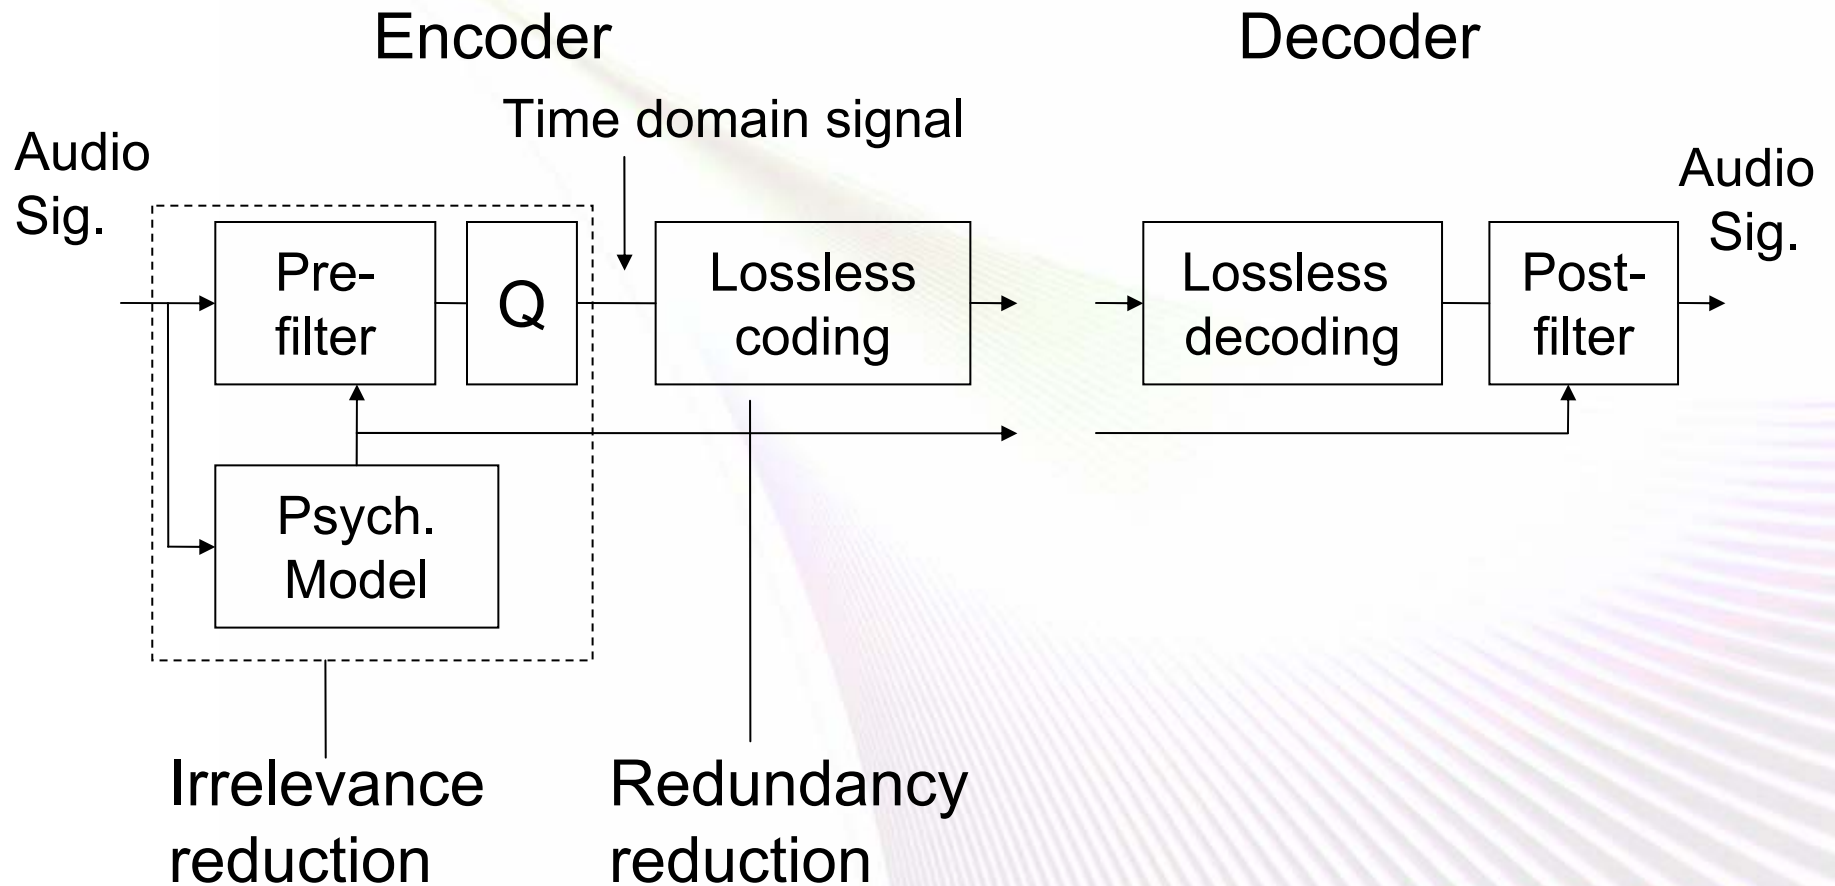 Encoder
Decoder
Time domain signal
Audio
Sig.
Pre-
filter
Q
Lossless
coding
Lossless
decoding
Post-
filter
Audio
Sig.
Psych.
Model
Irrelevance
reduction
Redundancy
reduction